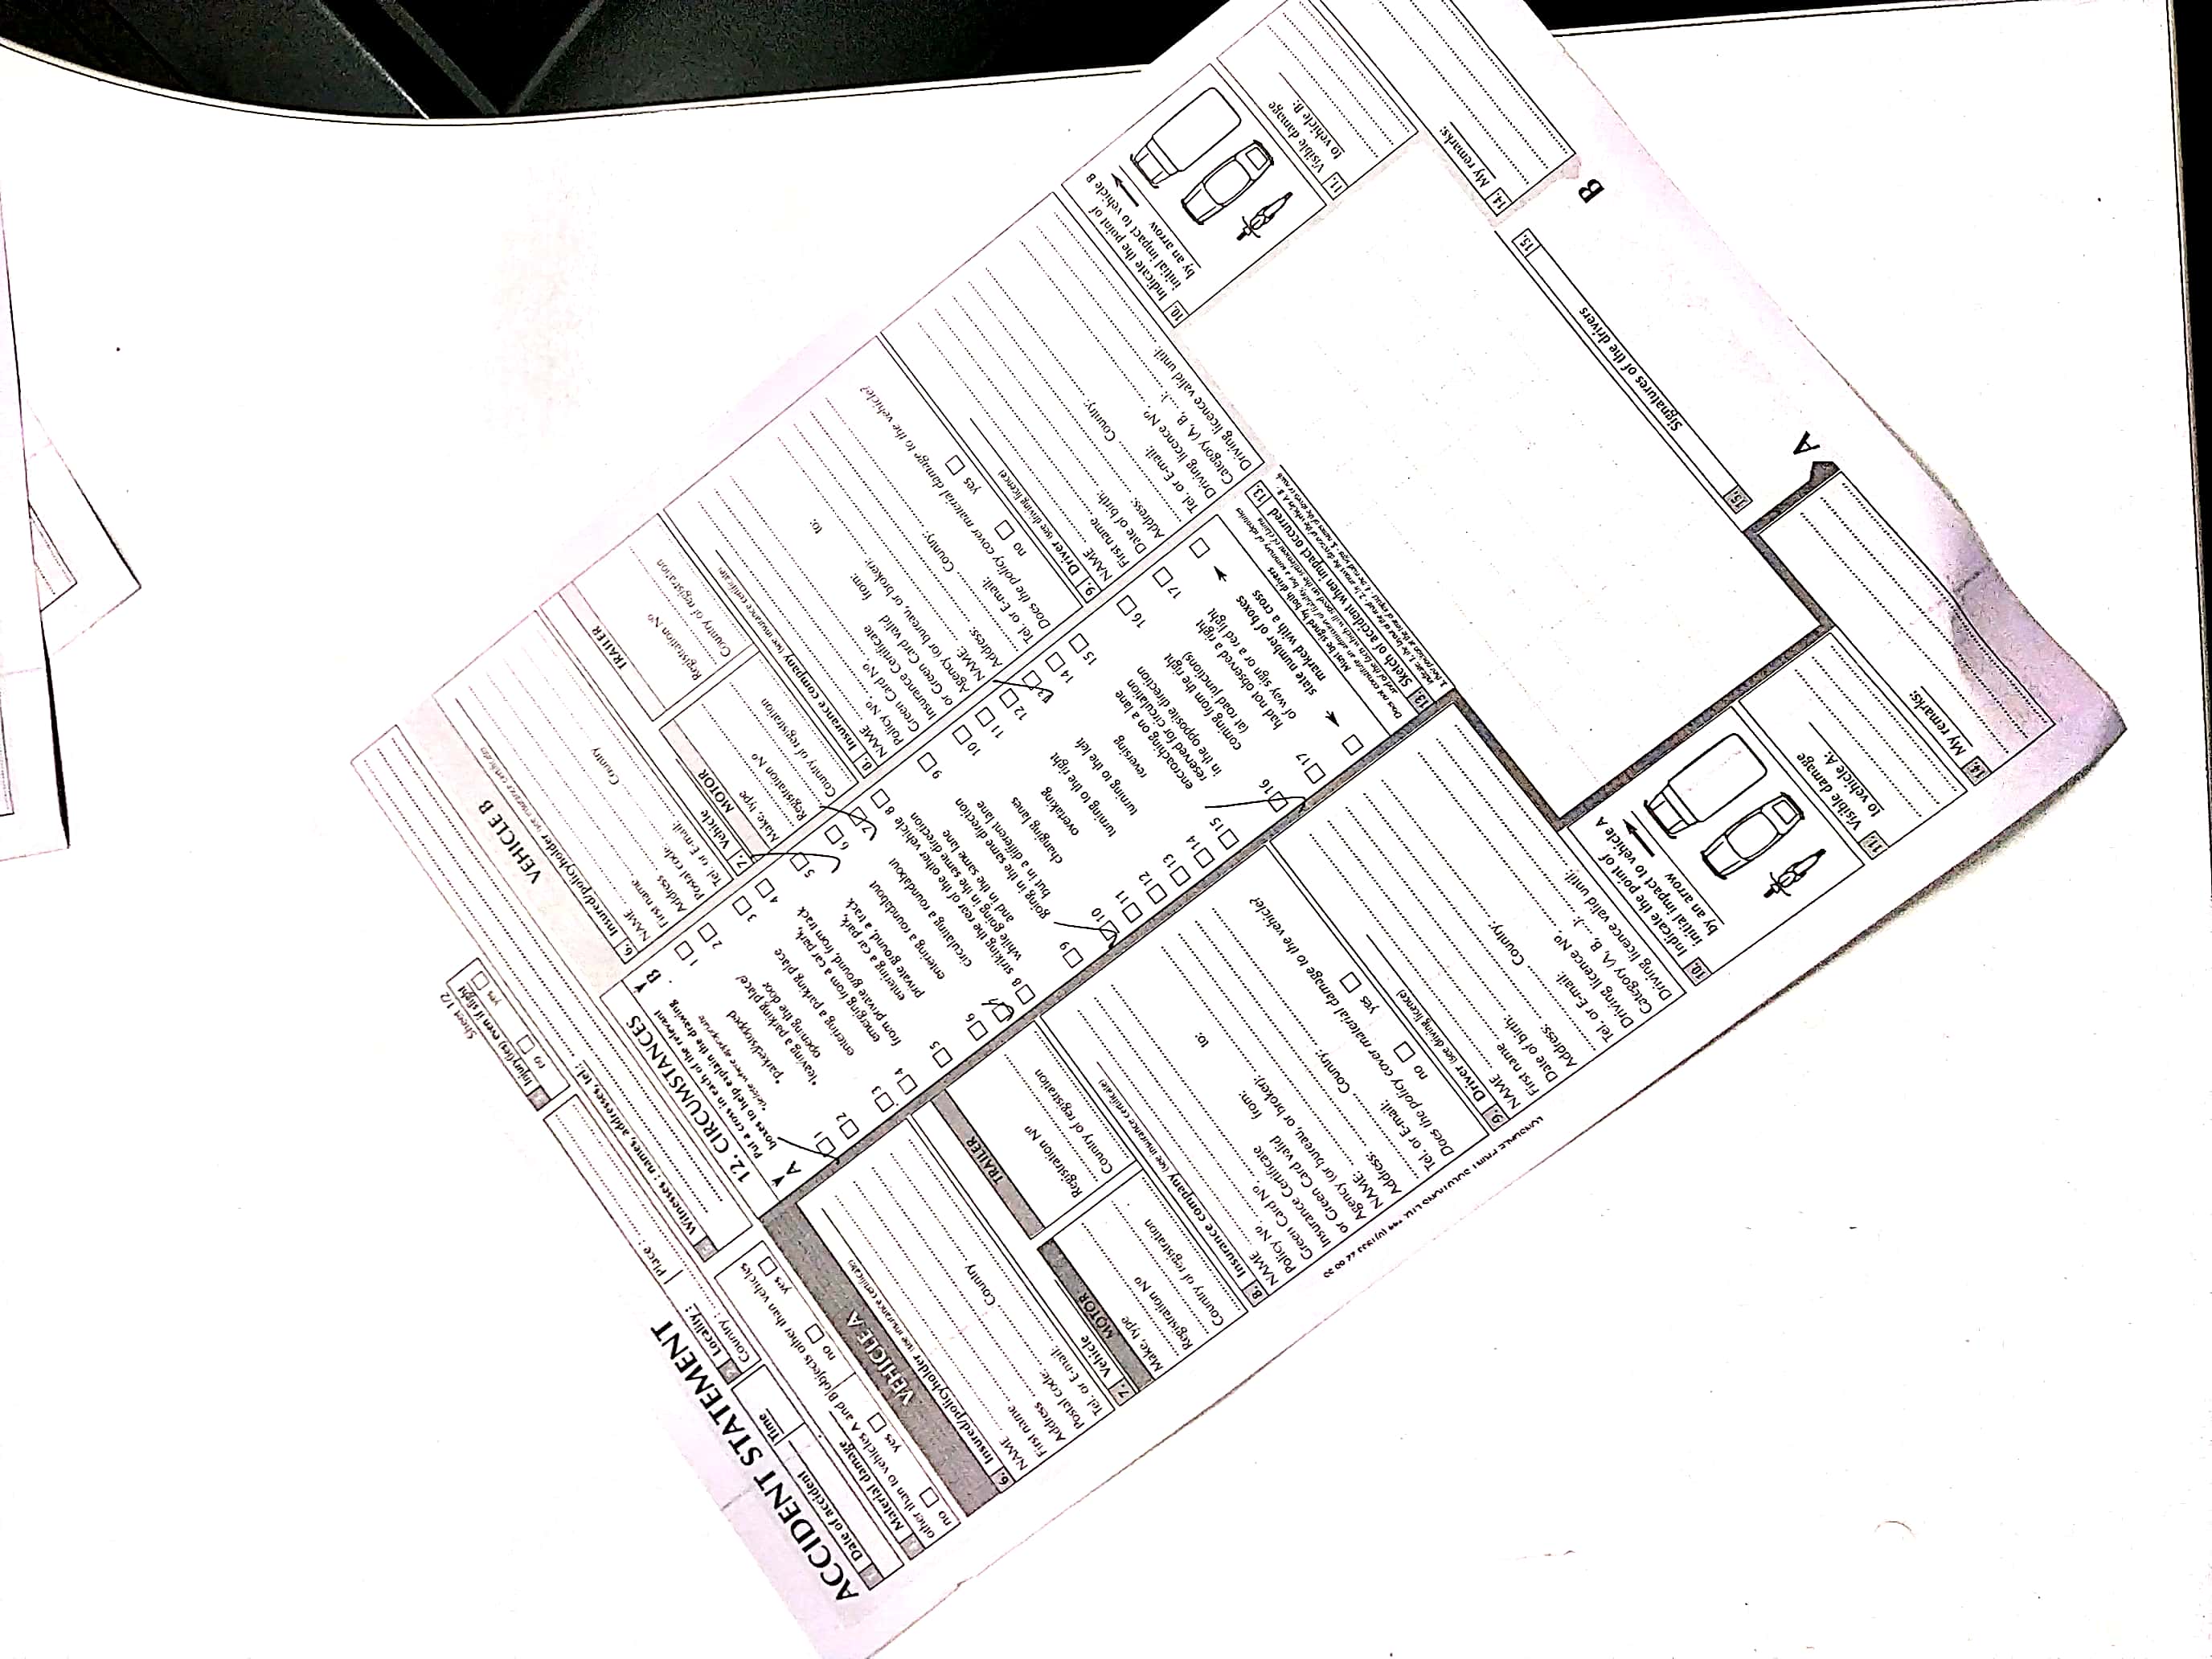 ACCIDENT STATEMENT
Sheet 1/2
1. Date of accident
Time
2. Locality:
Place:
Country:
3. Injury(ies) even if slight
no
yes
4. Material damage
other than to vehicles A and B
no
yes
objects other than vehicles
no
yes
5. Witnesses: names, addresses, tel.:
VEHICLE A
6. Insured/policyholder (see insurance certificate)
NAME
First name
Address
Postal code:
Country
Tel. or E-mail:
7. Vehicle
MOTOR
Make, type
Registration Nº
Country of registration
TRAILER
Registration Nº
Country of registration
8. Insurance company (see insurance certificate)
NAME
Policy Nº
Green Card Nº
Insurance Certificate
or Green Card valid
from:
to:
Agency (or bureau, or broker):
NAME:
Address:
Country:
Tel. or E-mail:
Does the policy cover material damage to the vehicle?
no
yes
9. Driver (see driving licence)
NAME
First name
Date of birth:
Address:
Country:
Tel. or E-mail:
Driving licence Nº
Category (A, B, ...):
Driving licence valid until:
10. Indicate the point of
initial impact to vehicle A
by an arrow
11. Visible damage
to vehicle A:
14. My remarks:
12. CIRCUMSTANCES
A
B
Put a cross in each of the relevant
boxes to help explain the drawing
*delete where appropriate
1 *parked/stopped 1
2 *leaving a parking place/
opening the door 2
3 entering a parking place 3
4 emerging from a car park,
from private ground, from track 4
5 entering a car park,
private ground, a track 5
6 entering a roundabout 6
circulating a roundabout 7
8 striking the rear of the other vehicle
while going in the same direction
and in the same lane 8
9 going in the same direction
but in a different lane 9
10 changing lanes 10
11 overtaking 11
12 turning to the right 12
13 turning to the left 13
14 reversing 14
15 encroaching on a lane
reserved for circulation
in the opposite direction 15
16 coming from the right
(at road junctions) 16
17 had not observed a right
of way sign or a red light 17
state number of boxes
marked with a cross
Must be signed by both drivers
13. Sketch of accident when impact occurred
15. Signatures of the drivers 15.
A
B
VEHICLE B
6. Insured/policyholder (see insurance certificate)
NAME
First name
Address
Postal code:
Country
Tel. or E-mail:
7. Vehicle
MOTOR
Make, type
Registration Nº
Country of registration
TRAILER
Registration Nº
Country of registration
8. Insurance company (see insurance certificate)
NAME
Policy Nº
Green Card Nº
Insurance Certificate
or Green Card valid
from:
to:
Agency (or bureau, or broker):
NAME:
Address:
Country:
Tel. or E-mail:
Does the policy cover material damage to the vehicle?
no
yes
9. Driver (see driving licence)
NAME
First name
Date of birth:
Address:
Country:
Tel. or E-mail:
Driving licence Nº
Category (A, B, ...):
Driving licence valid until:
10. Indicate the point of
initial impact to vehicle B
by an arrow
11. Visible damage
to vehicle B:
14. My remarks: